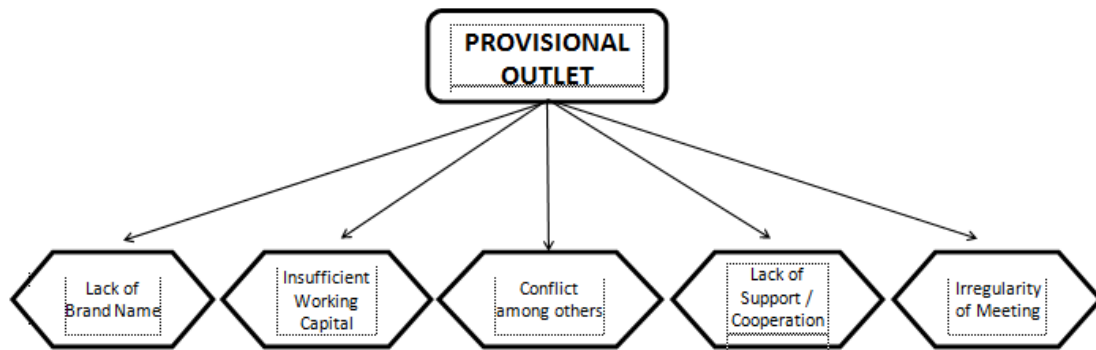 PROVISIONAL
OUTLET
Lack of
Brand Name
Insufficient
Working
Capital
Conflict
among others
Lack of
Support /
Cooperation
Irregularity
of Meeting